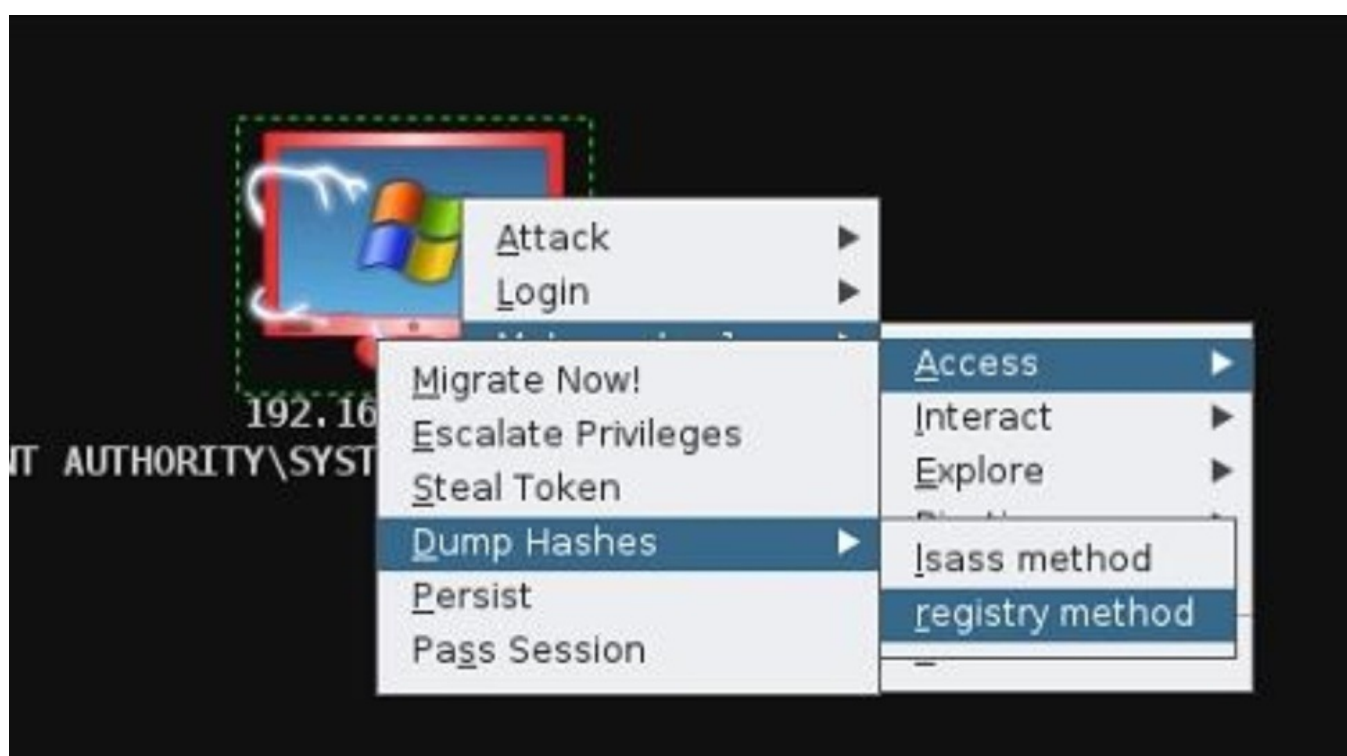 Attack
Login
192.16
NT AUTHORITY\SYST
Migrate Now!
Escalate Privileges
Steal Token
Dump Hashes
Persist
Pass Session
Access
Interact
Explore
lsass method
registry method